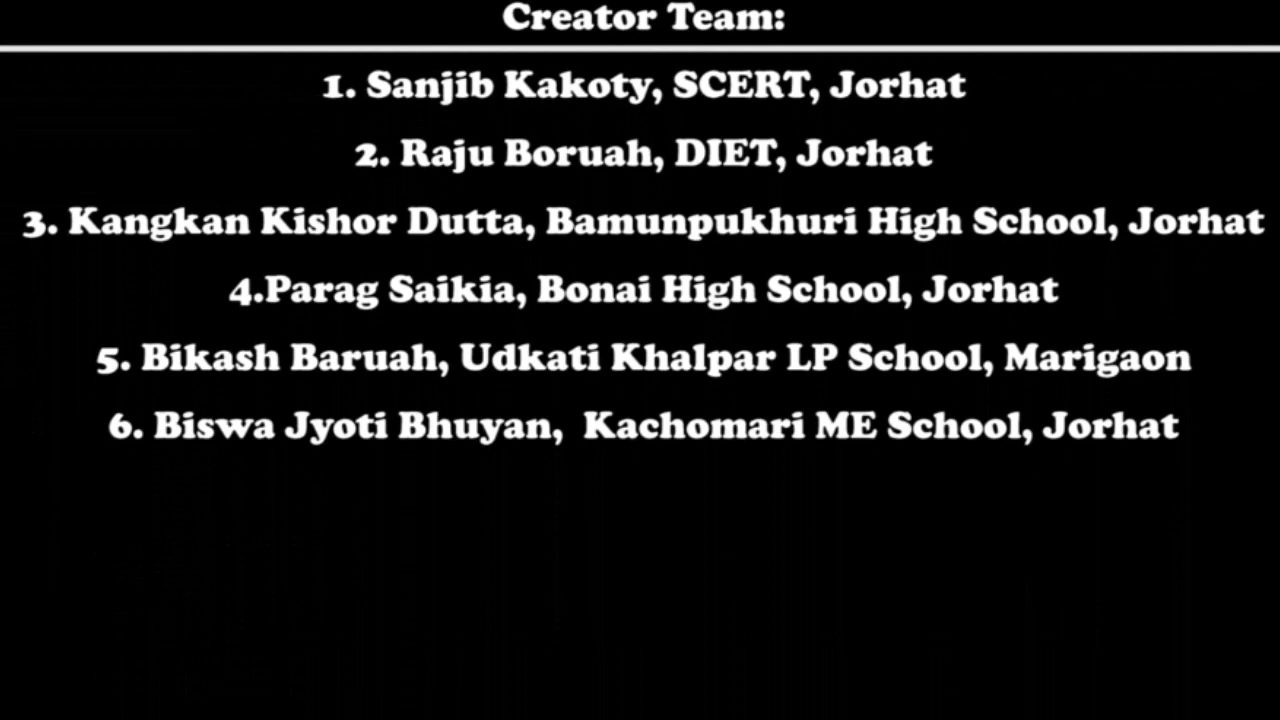 Creator Team:
1. Sanjib Kakoty, SCERT, Jorhat
2. Raju Boruah, DIET, Jorhat
3. Kangkan Kishor Dutta, Bamunpukhuri High School, Jorhat
4.Parag Saikia, Bonai High School, Jorhat
5. Bikash Baruah, Udkati Khalpar LP School, Marigaon
6. Biswa Jyoti Bhuyan,  Kachomari ME School, Jorhat